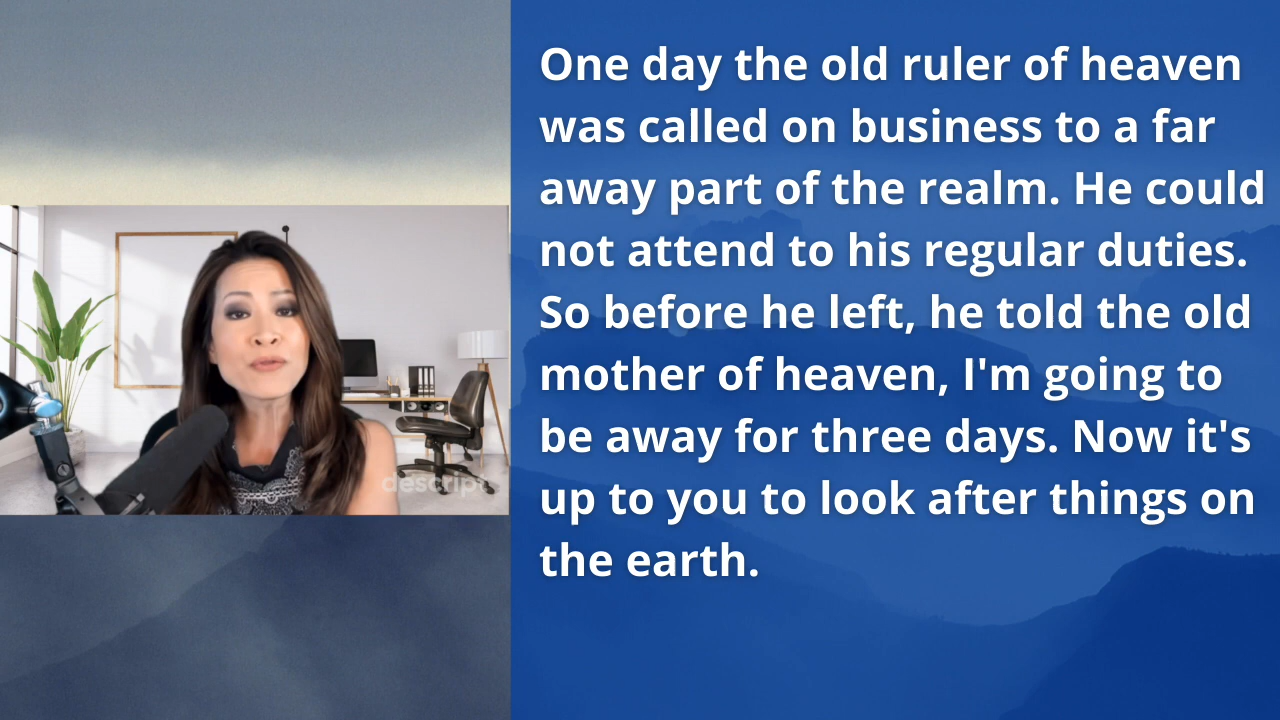 One day the old ruler of heaven
was called on business to a far
away part of the realm. He could
not attend to his regular duties.
So before he left, he told the old
mother of heaven, I'm going to
be away for three days. Now it's
up to you to look after things on
the earth.
descript